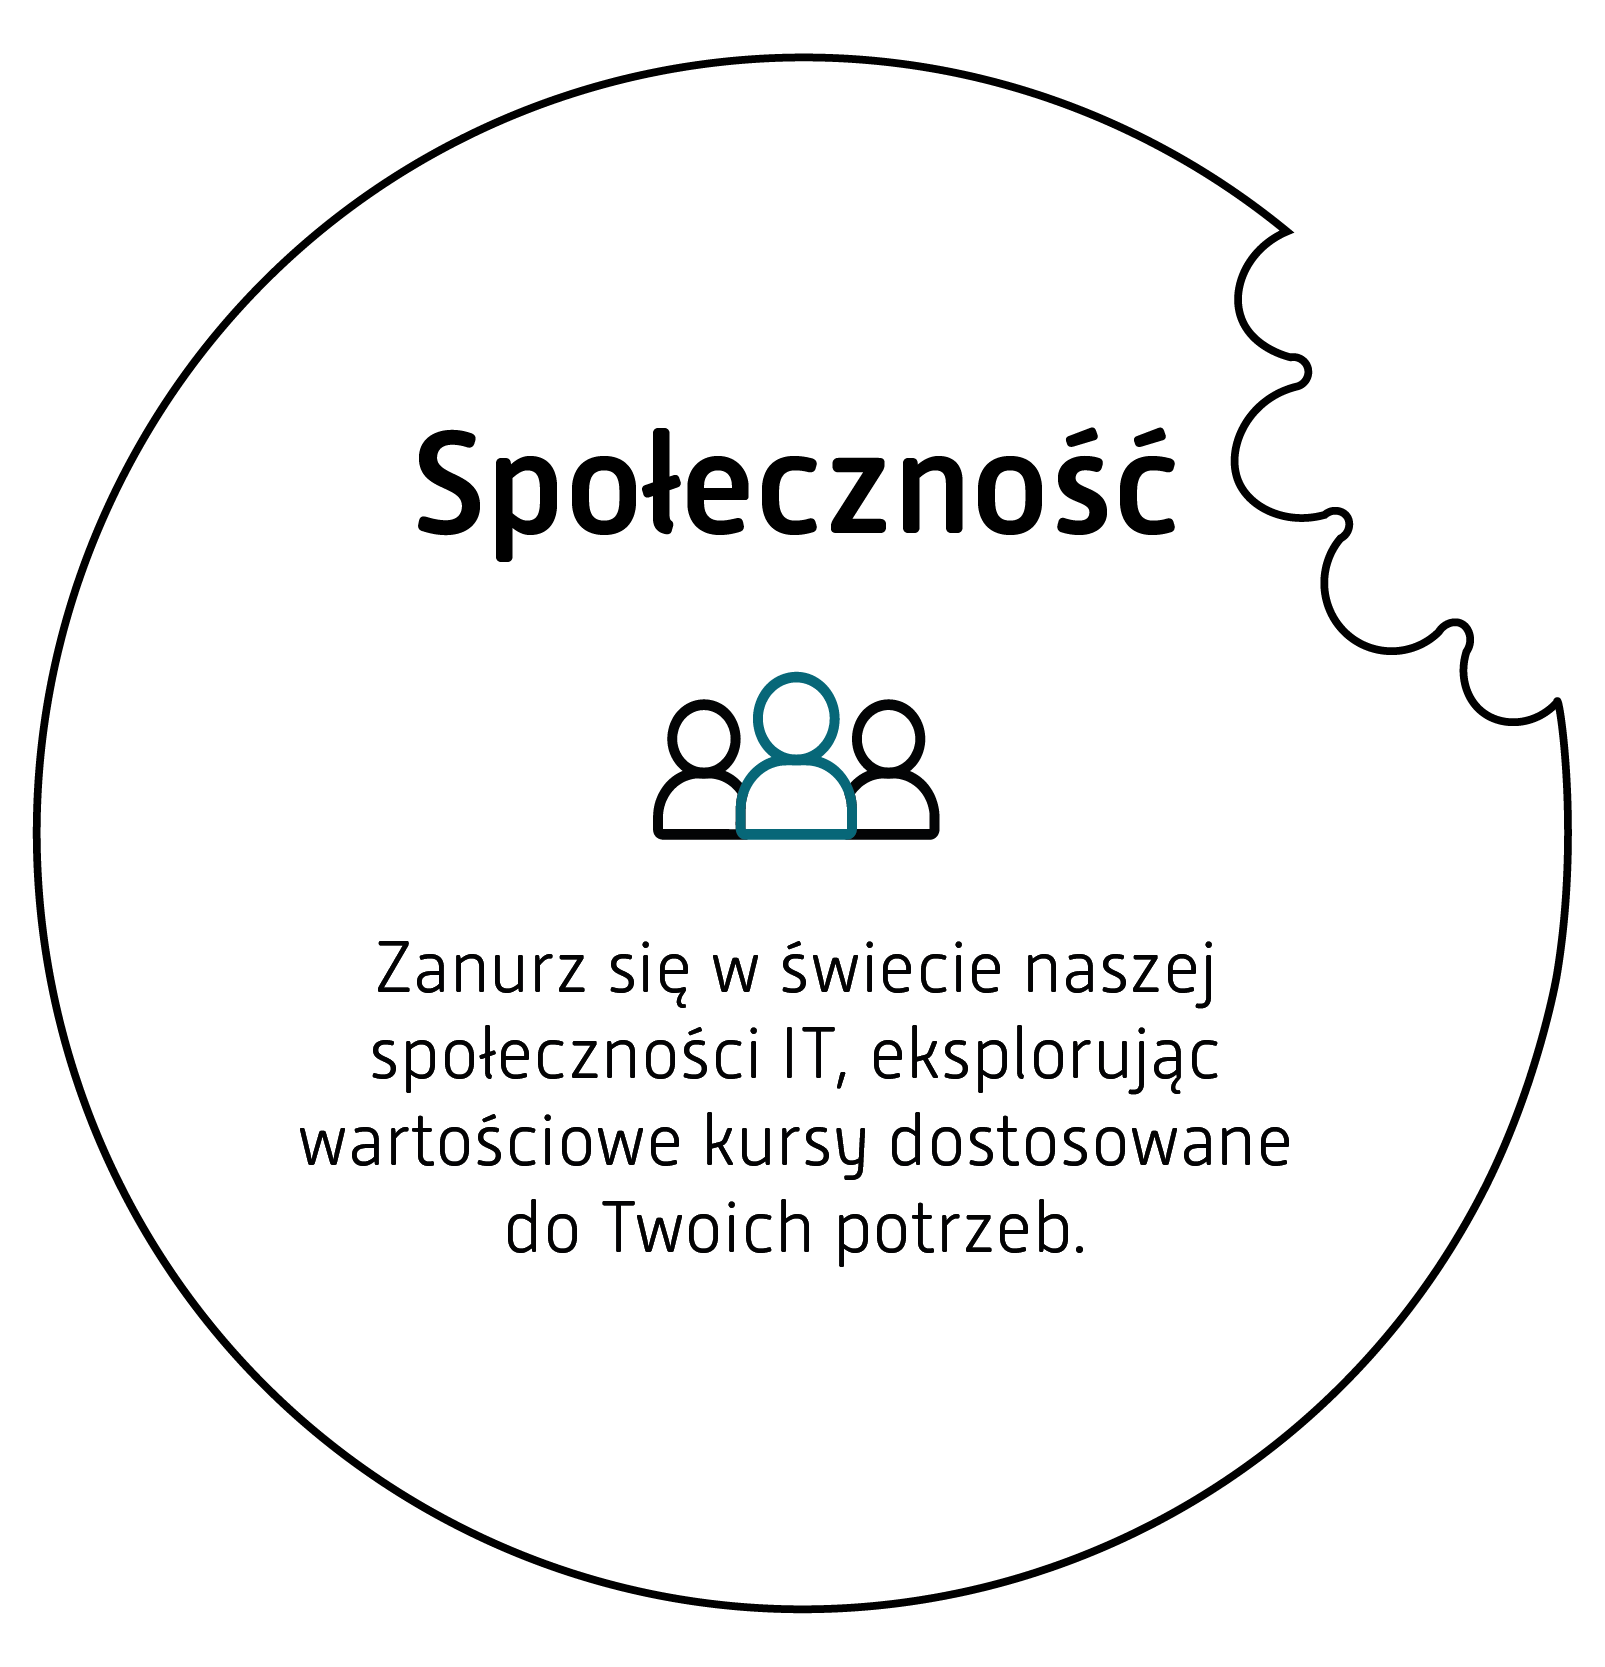 Społeczność
Zanurz się w świecie naszej
społeczności IT, eksplorując
wartościowe kursy dostosowane
do Twoich potrzeb.